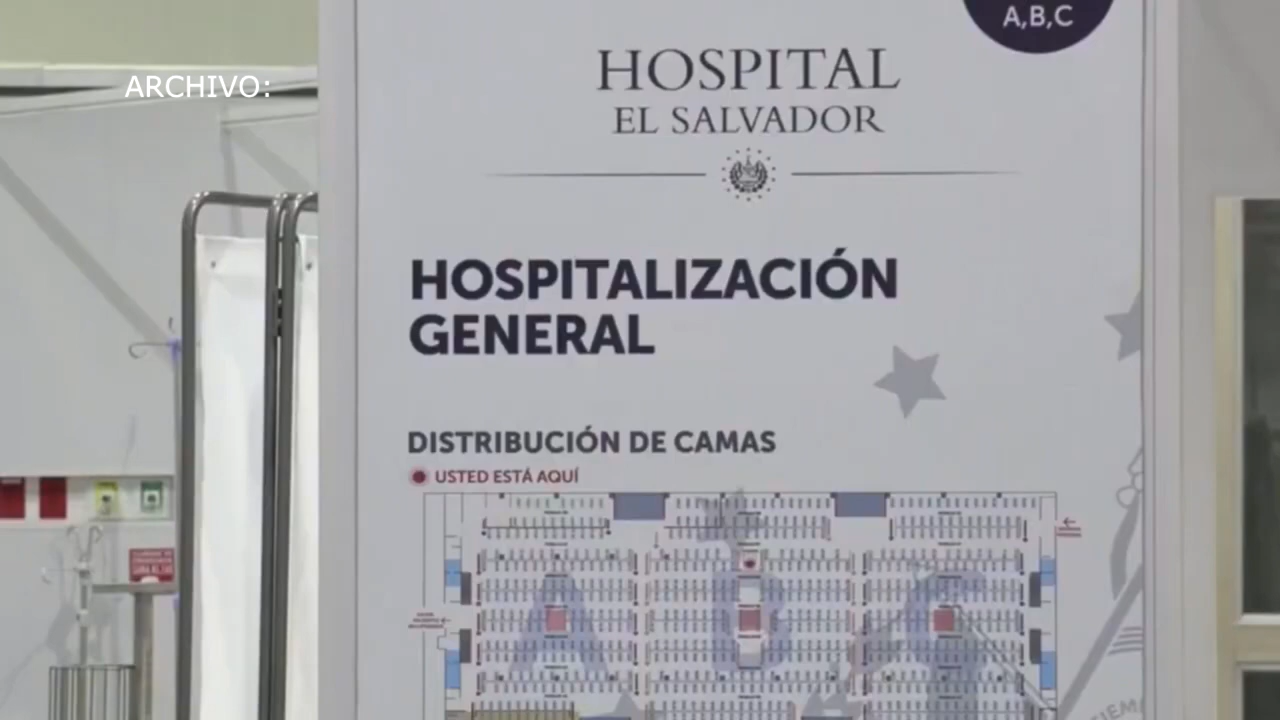 A,B,C
ARCHIVO:
HOSPITAL
EL SALVADOR
HOSPITALIZACIÓN
GENERAL
DISTRIBUCIÓN DE CAMAS
USTED ESTÁ AQUÍ
A B C